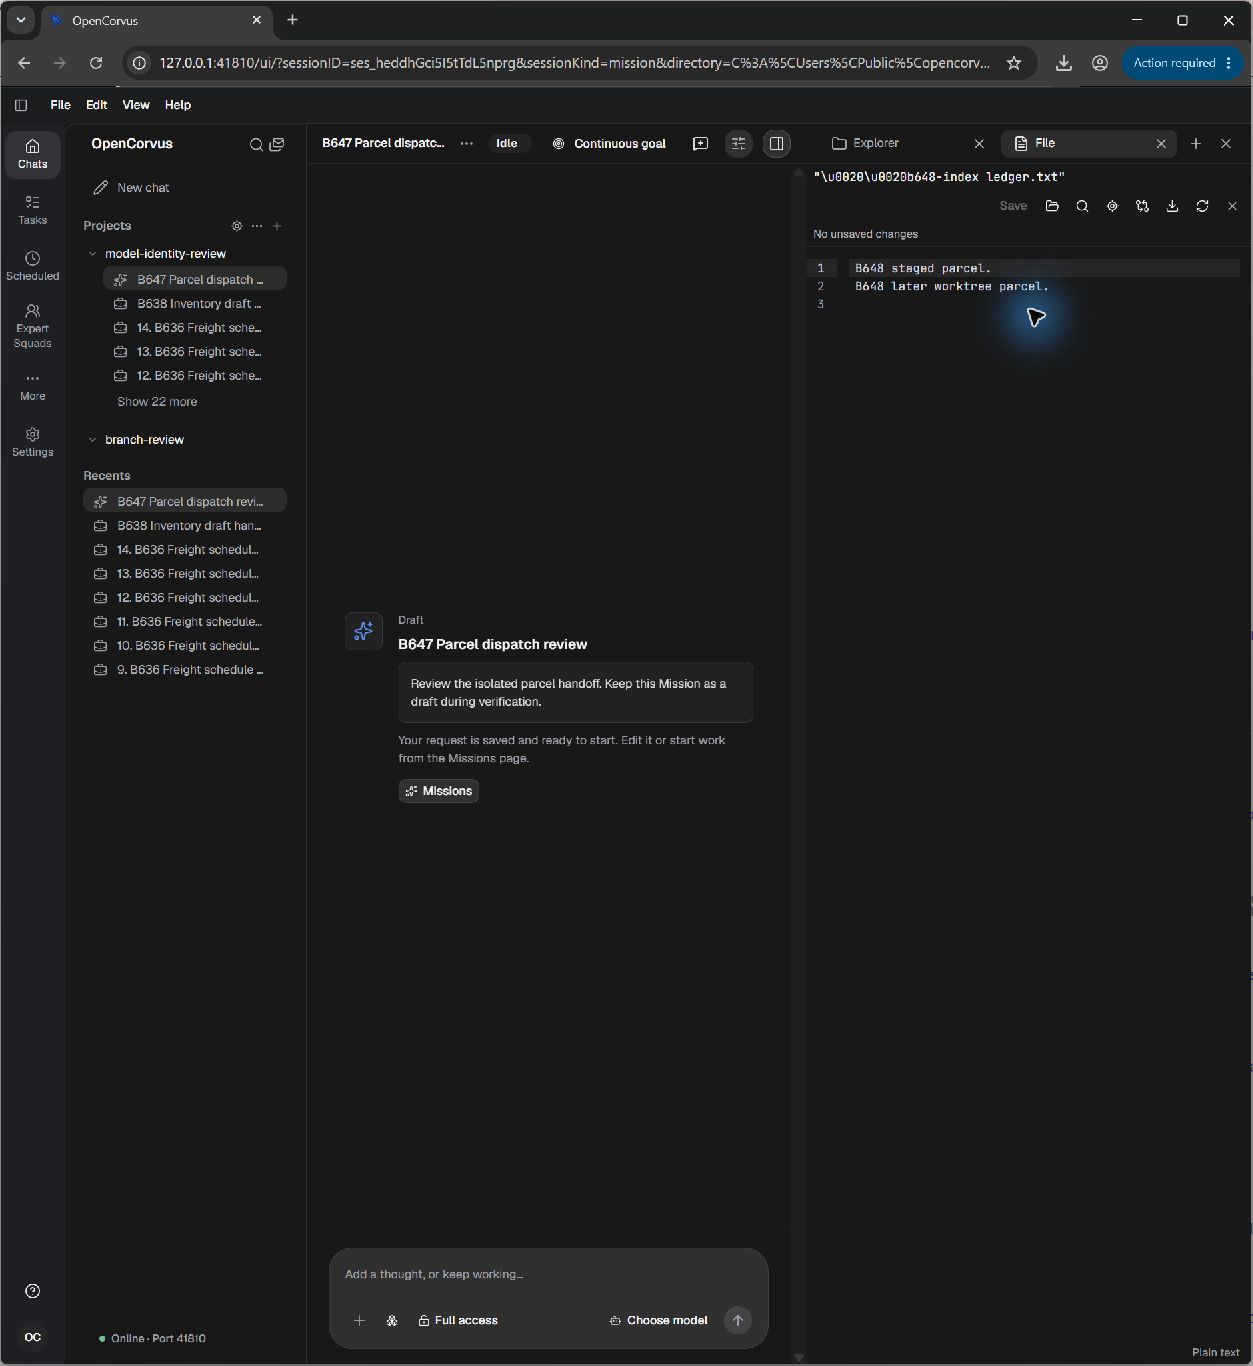 OpenCorvus
127.0.0.1:41810/ui/?sessionID=ses_heddhGci5I5tTdL5nprg&sessionKind=mission&directory=C%3A%5CUsers%5CPublic%5Copencorv...
Action required
File Edit View Help
Chats
Tasks
Scheduled
Expert
Squads
More
Settings
OC
OpenCorvus
New chat
Projects
model-identity-review
B647 Parcel dispatch ...
B638 Inventory draft ...
14. B636 Freight sche...
13. B636 Freight sche...
12. B636 Freight sche...
Show 22 more
branch-review
Recents
B647 Parcel dispatch revi...
B638 Inventory draft han...
14. B636 Freight schedul...
13. B636 Freight schedul...
12. B636 Freight schedul...
11. B636 Freight schedule...
10. B636 Freight schedul...
9. B636 Freight schedule ...
Online · Port 41810
B647 Parcel dispatc... ... Idle Continuous goal
Draft
B647 Parcel dispatch review
Review the isolated parcel handoff. Keep this Mission as a
draft during verification.
Your request is saved and ready to start. Edit it or start work
from the Missions page.
Missions
Add a thought, or keep working...
Full access Choose model
Explorer File
"\u0020\u0020b648-index ledger.txt"
Save
No unsaved changes
1 B648 staged parcel.
2 B648 later worktree parcel.
3
Plain text